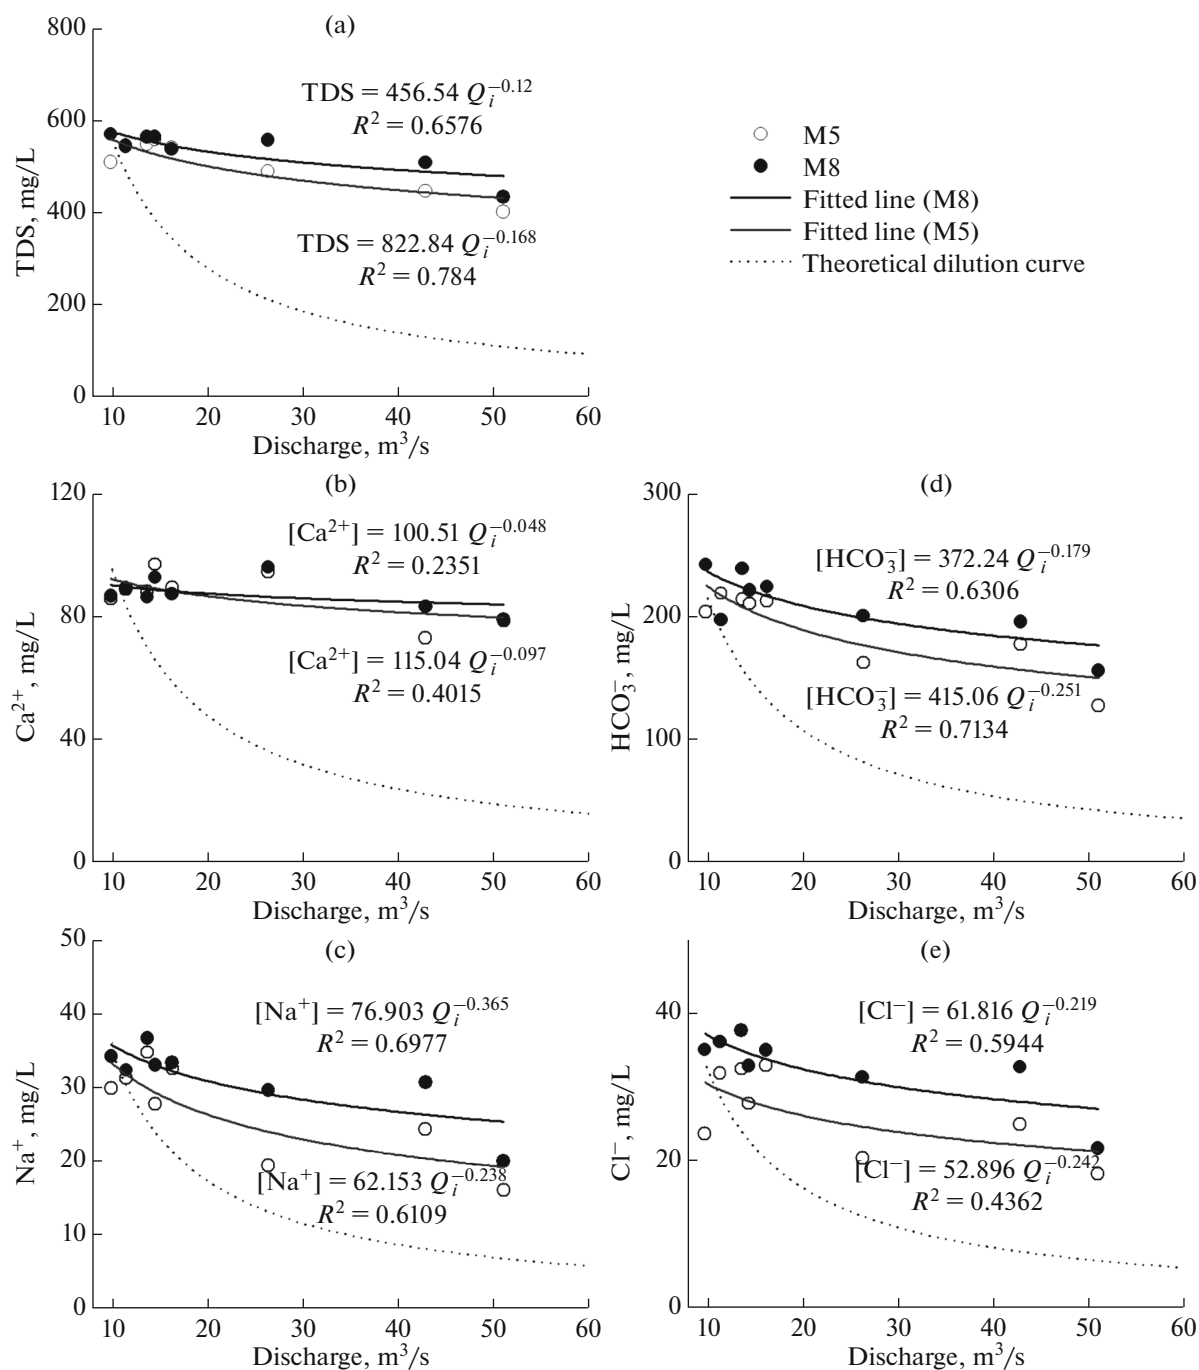 (a)
800
600
400
200
0
TDS, mg/L
TDS = 456.54 Q_i^{−0.12}
R² = 0.6576
TDS = 822.84 Q_i^{−0.168}
R² = 0.784
10 20 30 40 50 60
Discharge, m³/s
M5
M8
Fitted line (M8)
Fitted line (M5)
Theoretical dilution curve
(b)
120
80
40
0
Ca²⁺, mg/L
[Ca²⁺] = 100.51 Q_i^{−0.048}
R² = 0.2351
[Ca²⁺] = 115.04 Q_i^{−0.097}
R² = 0.4015
10 20 30 40 50 60
Discharge, m³/s
(d)
300
200
100
0
HCO₃⁻, mg/L
[HCO₃⁻] = 372.24 Q_i^{−0.179}
R² = 0.6306
[HCO₃⁻] = 415.06 Q_i^{−0.251}
R² = 0.7134
10 20 30 40 50 60
Discharge, m³/s
(c)
50
40
30
20
10
0
Na⁺, mg/L
[Na⁺] = 76.903 Q_i^{−0.365}
R² = 0.6977
[Na⁺] = 62.153 Q_i^{−0.238}
R² = 0.6109
10 20 30 40 50 60
Discharge, m³/s
(e)
40
20
0
Cl⁻, mg/L
[Cl⁻] = 61.816 Q_i^{−0.219}
R² = 0.5944
[Cl⁻] = 52.896 Q_i^{−0.242}
R² = 0.4362
10 20 30 40 50 60
Discharge, m³/s